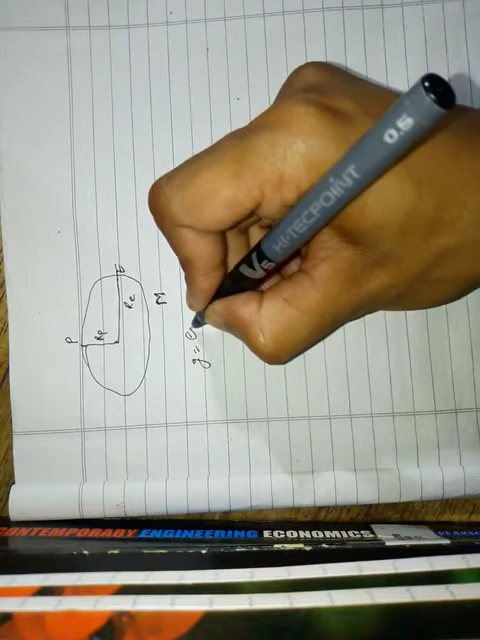 P
Rp
E
Re
M
g =
V5 HI-TECPOINT 0.5
CONTEMPORARY ENGINEERING ECONOMICS